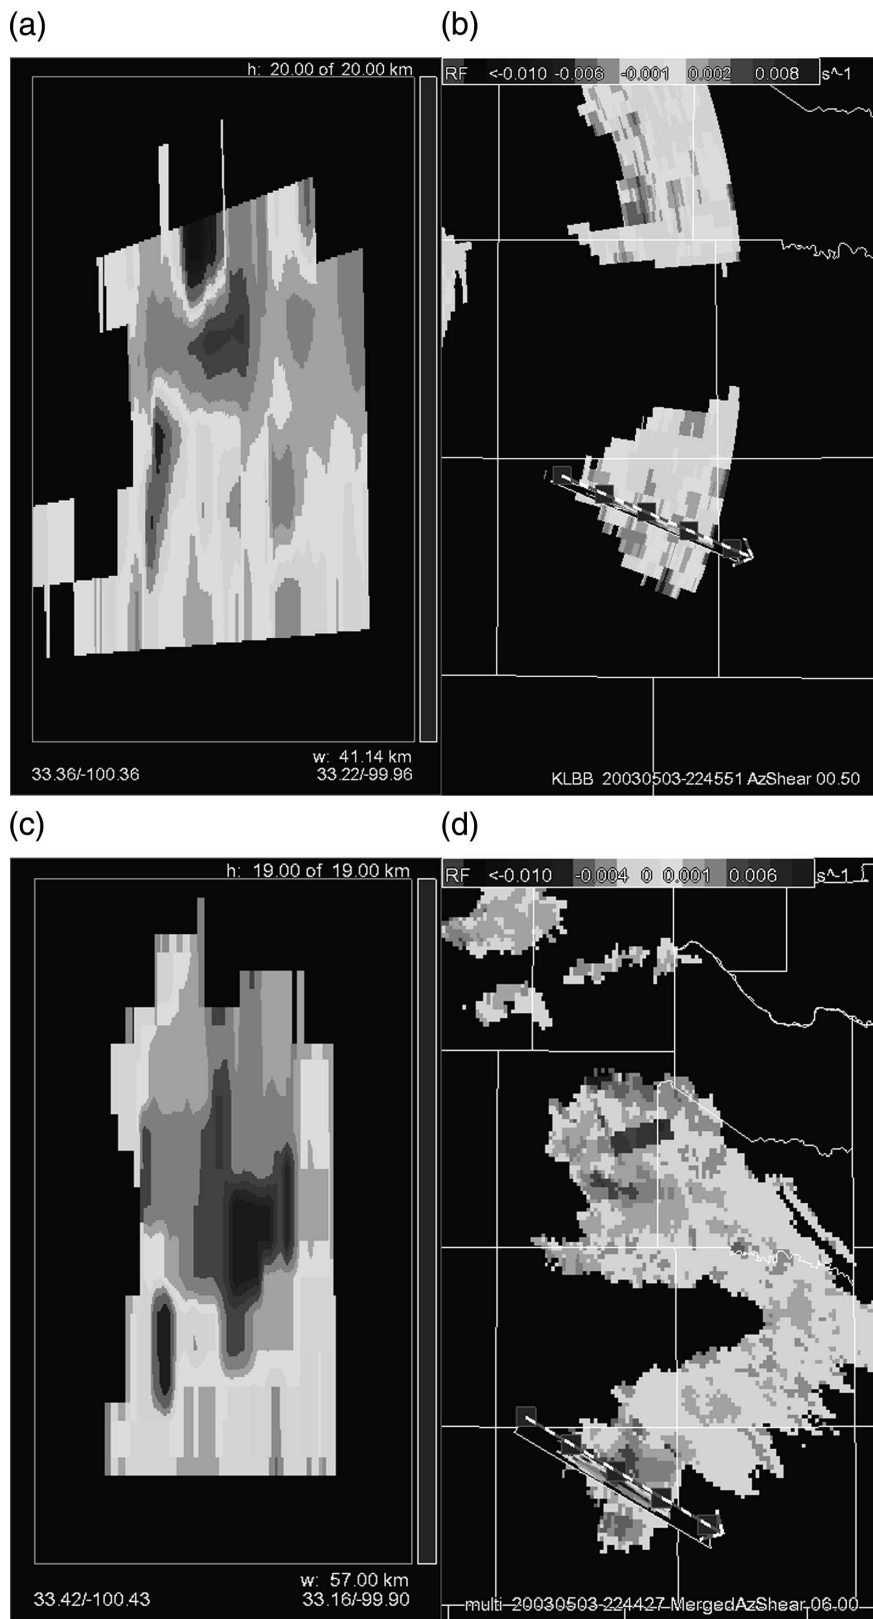 (a)
h: 20.00 of 20.00 km
w: 41.14 km
33.36/-100.36 33.22/-99.96
(b)
RF <-0.010 -0.006 -0.001 0.002 0.008 s^-1
KLBB 20030503-224551 AzShear 00.50
(c)
h: 19.00 of 19.00 km
w: 57.00 km
33.42/-100.43 33.16/-99.90
(d)
RF <-0.010 -0.004 0 0.001 0.006 s^-1
multi 20030503-224427 MergedAzShear 06.00